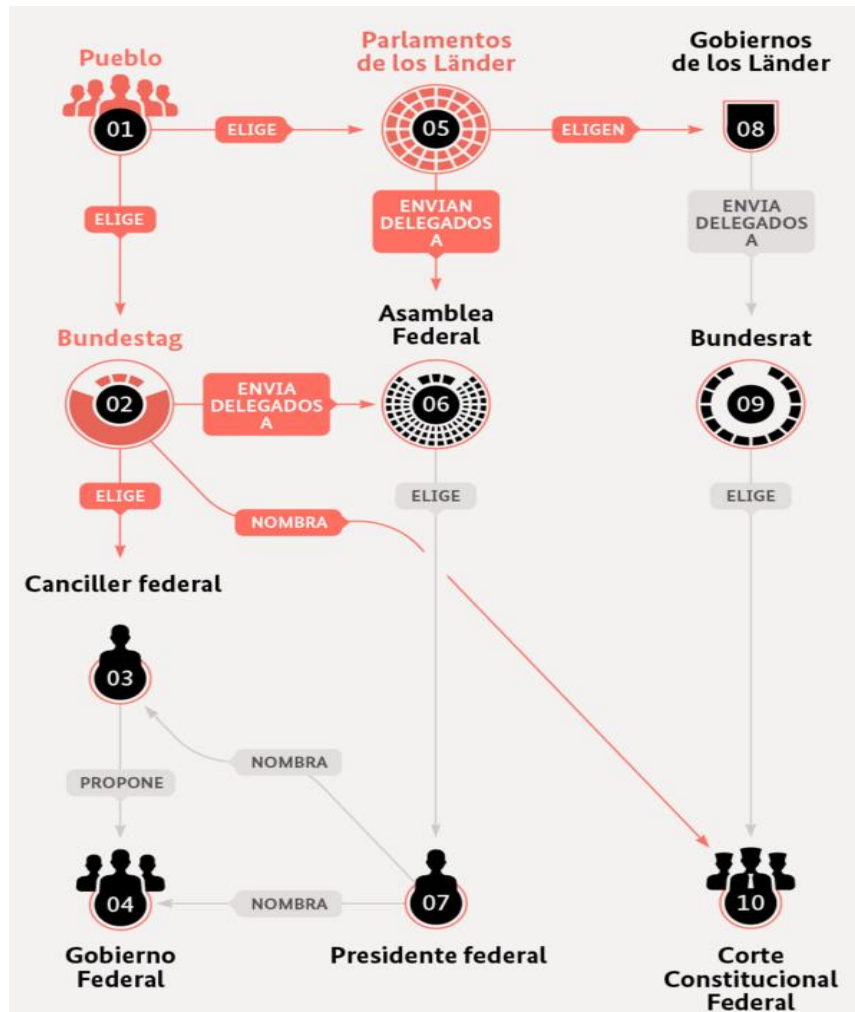 Pueblo
01
ELIGE
Parlamentos
de los Länder
05
ELIGEN
Gobiernos
de los Länder
08
ELIGE
ENVIAN
DELEGADOS
A
ENVIA
DELEGADOS
A
Bundestag
02
ENVIA
DELEGADOS
A
Asamblea
Federal
06
Bundesrat
09
ELIGE
NOMBRA
ELIGE
ELIGE
Canciller federal
03
NOMBRA
PROPONE
04
Gobierno
Federal
NOMBRA
07
Presidente federal
10
Corte
Constitucional
Federal